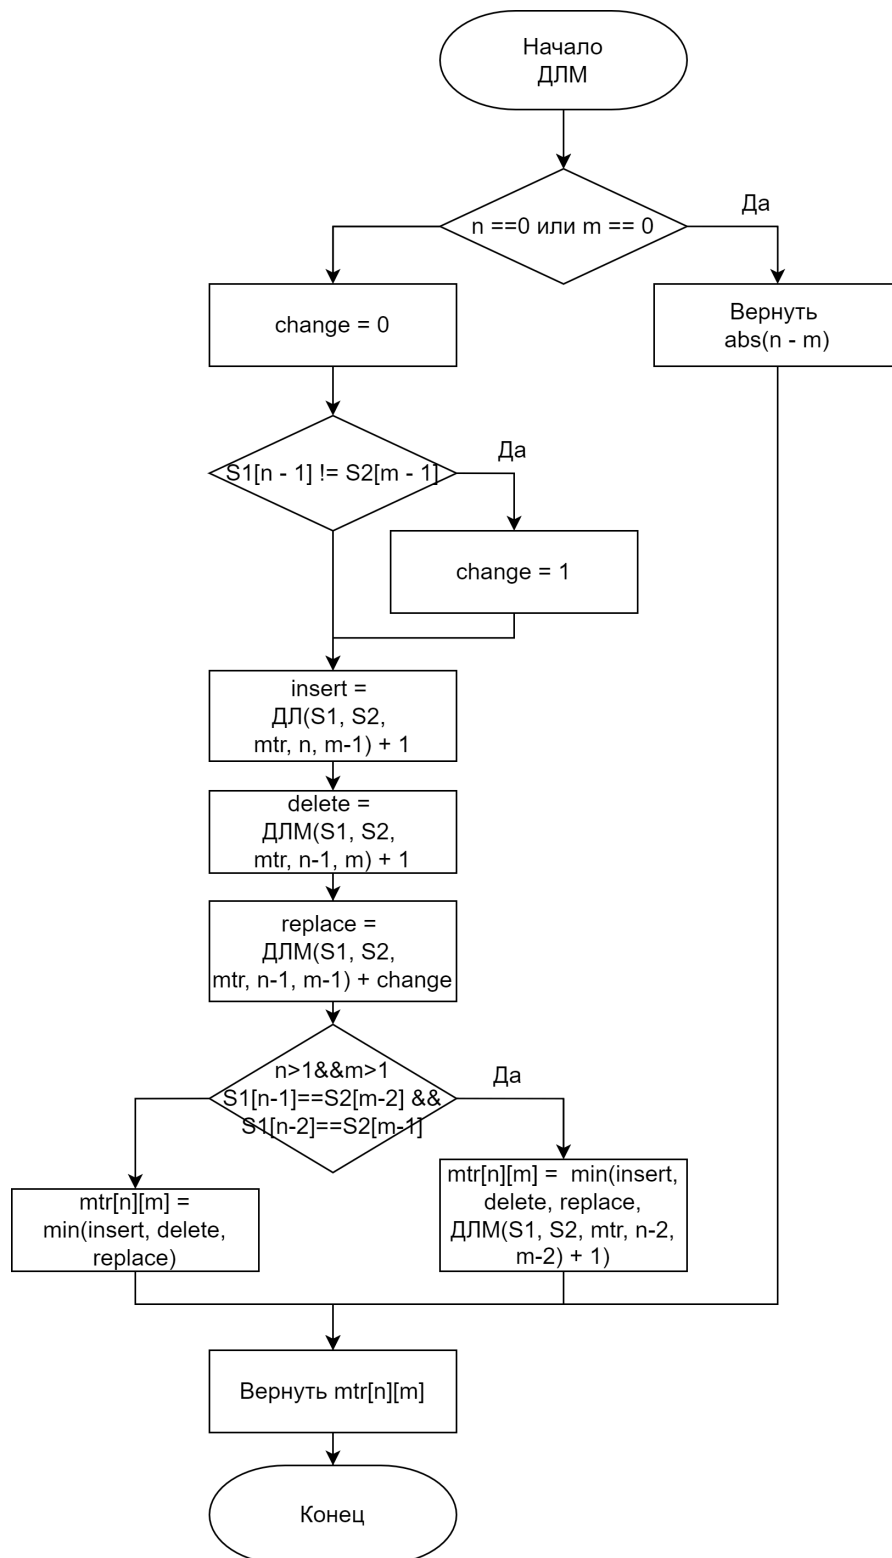 Начало
ДЛМ
n ==0 или m == 0
Да
change = 0
Вернуть
abs(n - m)
S1[n - 1] != S2[m - 1]
Да
change = 1
insert =
ДЛ(S1, S2,
mtr, n, m-1) + 1
delete =
ДЛМ(S1, S2,
mtr, n-1, m) + 1
replace =
ДЛМ(S1, S2,
mtr, n-1, m-1) + change
n>1&&m>1
S1[n-1]==S2[m-2] &&
S1[n-2]==S2[m-1]
Да
mtr[n][m] =
min(insert, delete,
replace)
mtr[n][m] =  min(insert,
delete, replace,
ДЛМ(S1, S2, mtr, n-2,
m-2) + 1)
Вернуть mtr[n][m]
Конец